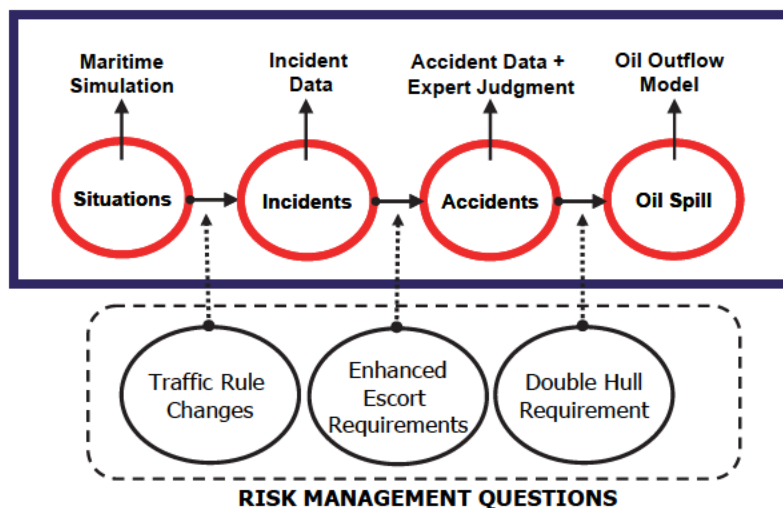 Maritime
Simulation
Incident
Data
Accident Data +
Expert Judgment
Oil Outflow
Model
Situations
Incidents
Accidents
Oil Spill
Traffic Rule
Changes
Enhanced
Escort
Requirements
Double Hull
Requirement
RISK MANAGEMENT QUESTIONS